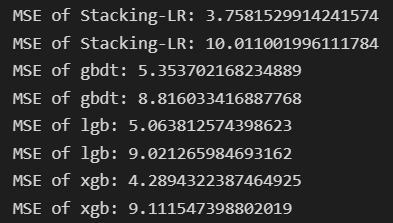 MSE of Stacking-LR: 3.7581529914241574
MSE of Stacking-LR: 10.011001996111784
MSE of gbdt: 5.353702168234889
MSE of gbdt: 8.816033416887768
MSE of lgb: 5.063812574398623
MSE of lgb: 9.021265984693162
MSE of xgb: 4.2894322387464925
MSE of xgb: 9.111547398802019